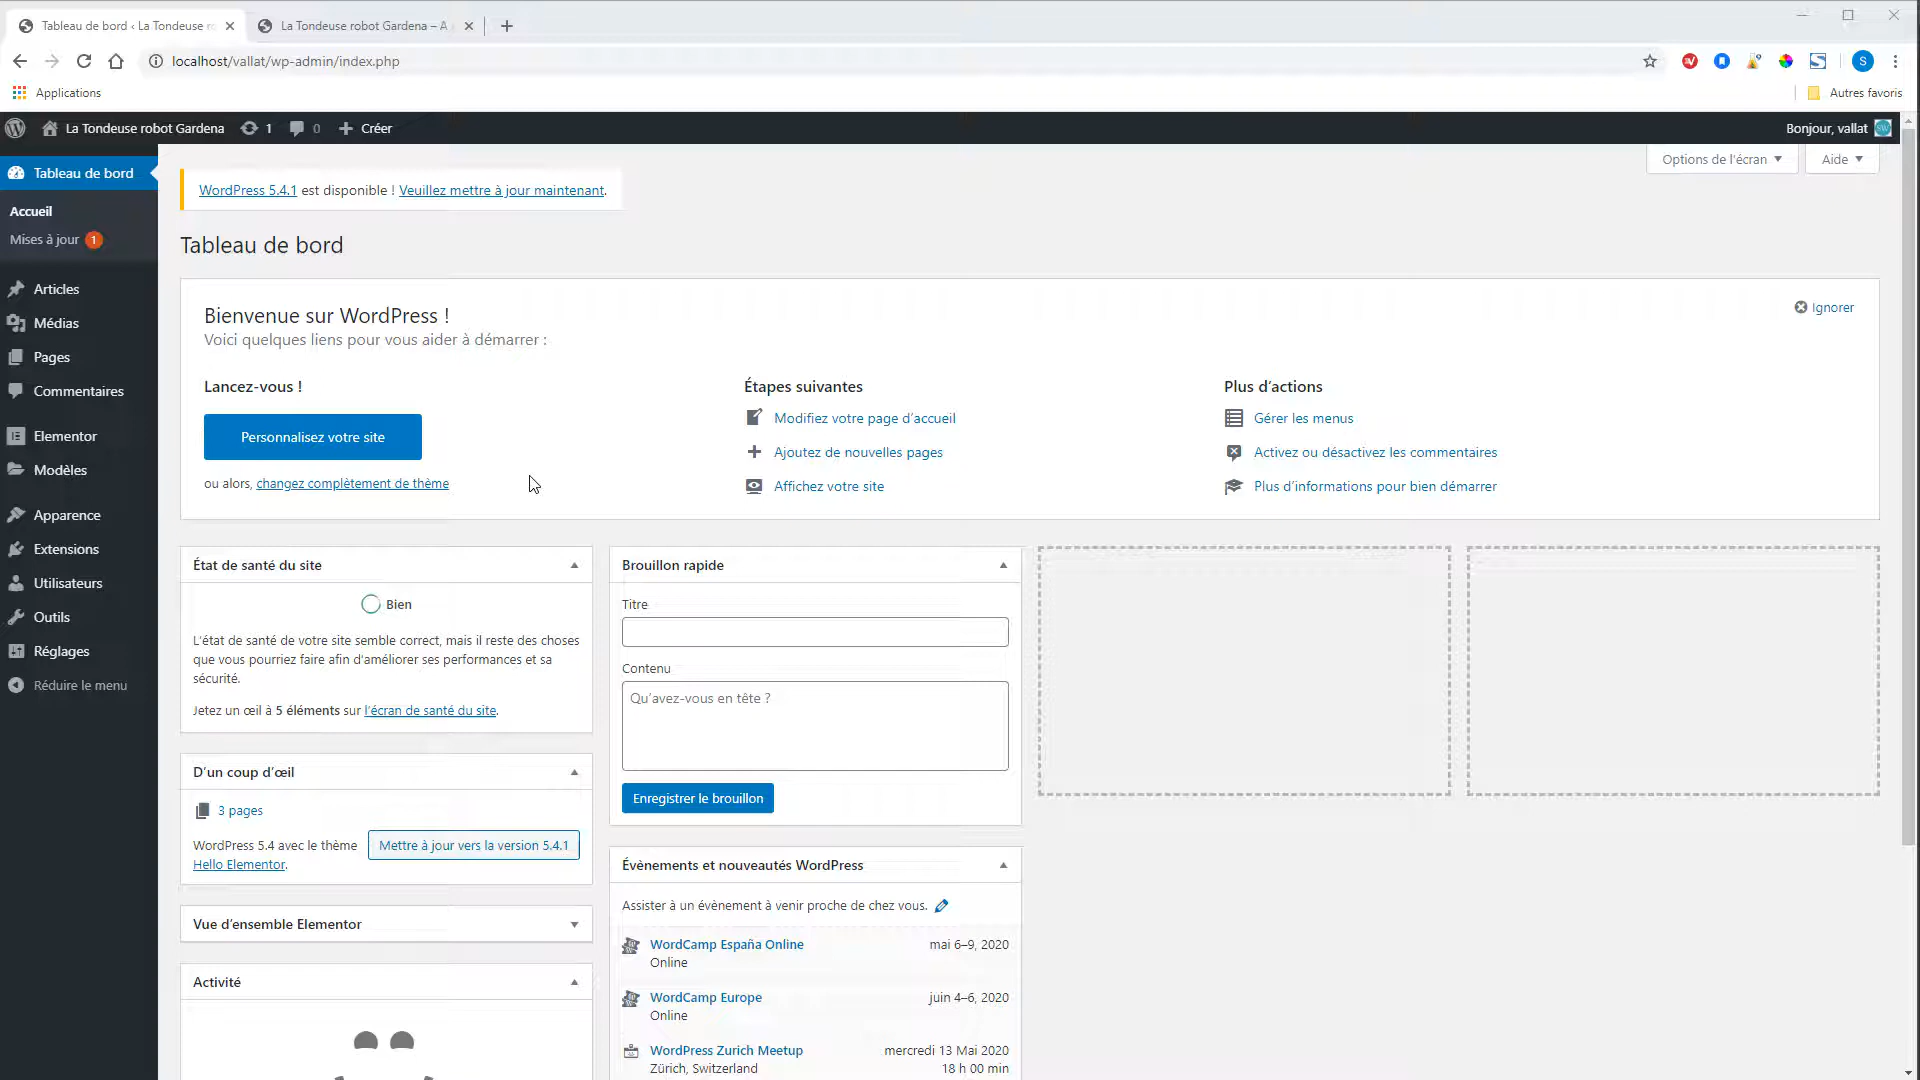 Tableau de bord ‹ La Tondeuse ro
La Tondeuse robot Gardena – A
localhost/vallat/wp-admin/index.php
S
Applications
Autres favoris
La Tondeuse robot Gardena
1
0
Créer
Bonjour, vallat
Tableau de bord
Accueil
Mises à jour 1
Articles
Médias
Pages
Commentaires
Elementor
Modèles
Apparence
Extensions
Utilisateurs
Outils
Réglages
Réduire le menu
Options de l'écran
Aide
WordPress 5.4.1 est disponible ! Veuillez mettre à jour maintenant.
Tableau de bord
Bienvenue sur WordPress !
Voici quelques liens pour vous aider à démarrer :
Ignorer
Lancez-vous !
Personnalisez votre site
ou alors, changez complètement de thème
Étapes suivantes
Modifiez votre page d’accueil
Ajoutez de nouvelles pages
Affichez votre site
Plus d’actions
Gérer les menus
Activez ou désactivez les commentaires
Plus d’informations pour bien démarrer
État de santé du site
Bien
L’état de santé de votre site semble correct, mais il reste des choses
que vous pourriez faire afin d’améliorer ses performances et sa
sécurité.
Jetez un œil à 5 éléments sur l’écran de santé du site.
D’un coup d’œil
3 pages
WordPress 5.4 avec le thème
Hello Elementor.
Mettre à jour vers la version 5.4.1
Vue d’ensemble Elementor
Activité
Brouillon rapide
Titre
Contenu
Qu’avez-vous en tête ?
Enregistrer le brouillon
Évènements et nouveautés WordPress
Assister à un évènement à venir proche de chez vous.
WordCamp España Online
mai 6–9, 2020
Online
WordCamp Europe
juin 4–6, 2020
Online
WordPress Zurich Meetup
mercredi 13 Mai 2020
Zürich, Switzerland
18 h 00 min